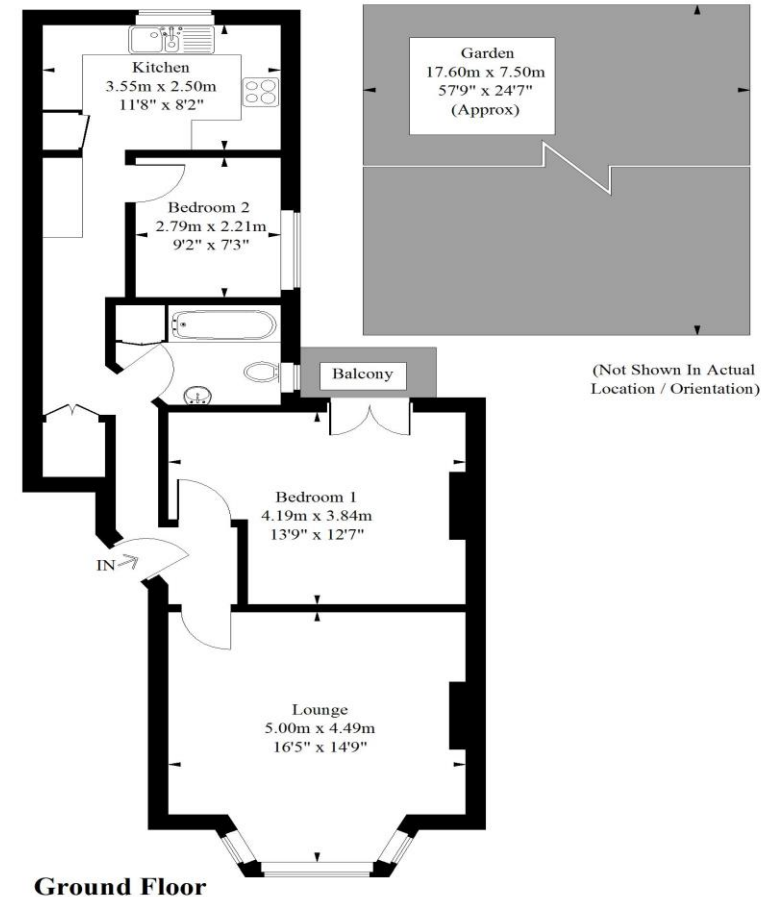 Kitchen
3.55m x 2.50m
11'8" x 8'2"
Garden
17.60m x 7.50m
57'9" x 24'7"
(Approx)
Bedroom 2
2.79m x 2.21m
9'2" x 7'3"
Balcony
(Not Shown In Actual
Location / Orientation)
Bedroom 1
4.19m x 3.84m
13'9" x 12'7"
IN
Lounge
5.00m x 4.49m
16'5" x 14'9"
Ground Floor